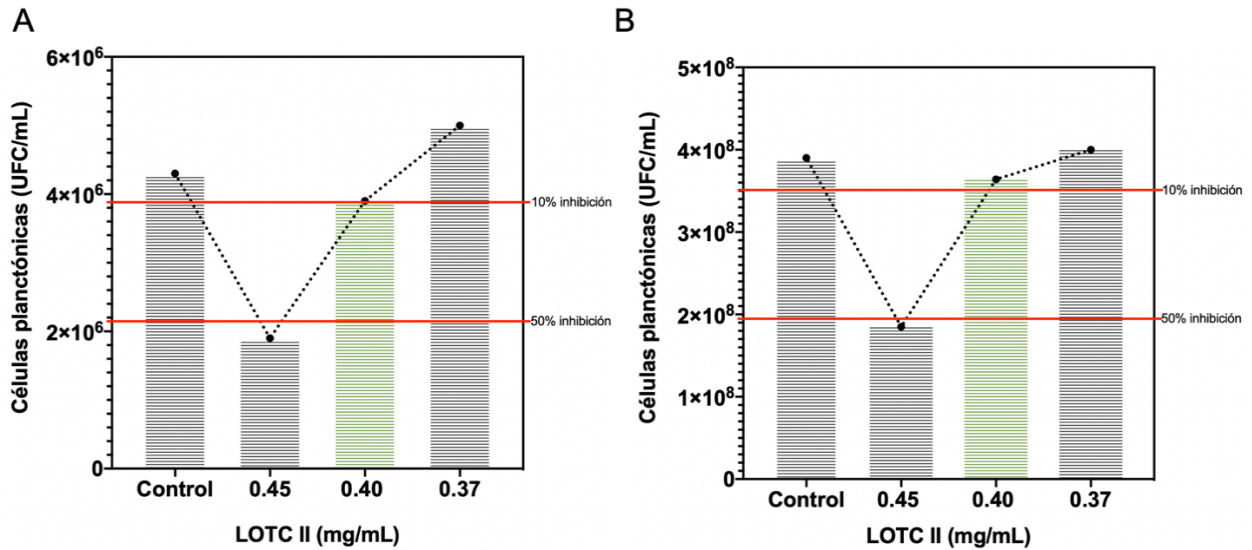 A
Células planctónicas (UFC/mL)
6×10⁶
4×10⁶
2×10⁶
0
10% inhibición
50% inhibición
Control 0.45 0.40 0.37
LOTC II (mg/mL)
B
Células planctónicas (UFC/mL)
5×10⁸
4×10⁸
3×10⁸
2×10⁸
1×10⁸
0
10% inhibición
50% inhibición
Control 0.45 0.40 0.37
LOTC II (mg/mL)